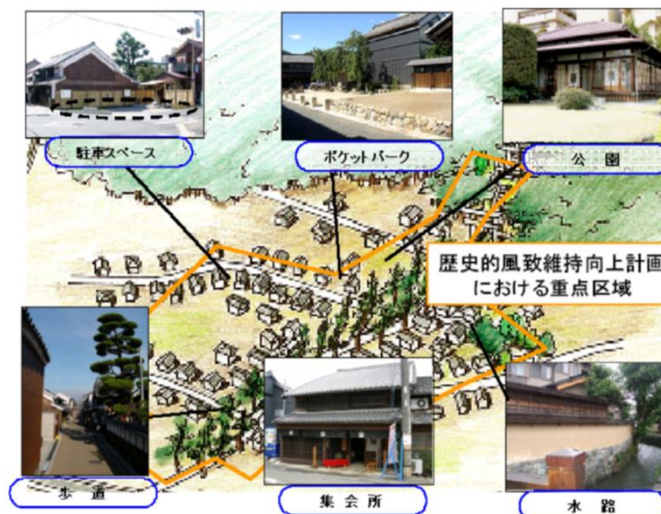 駐車スペース
ポケットパーク
公園
歴史的風致維持向上計画
における重点区域
歩道
集会所
水路